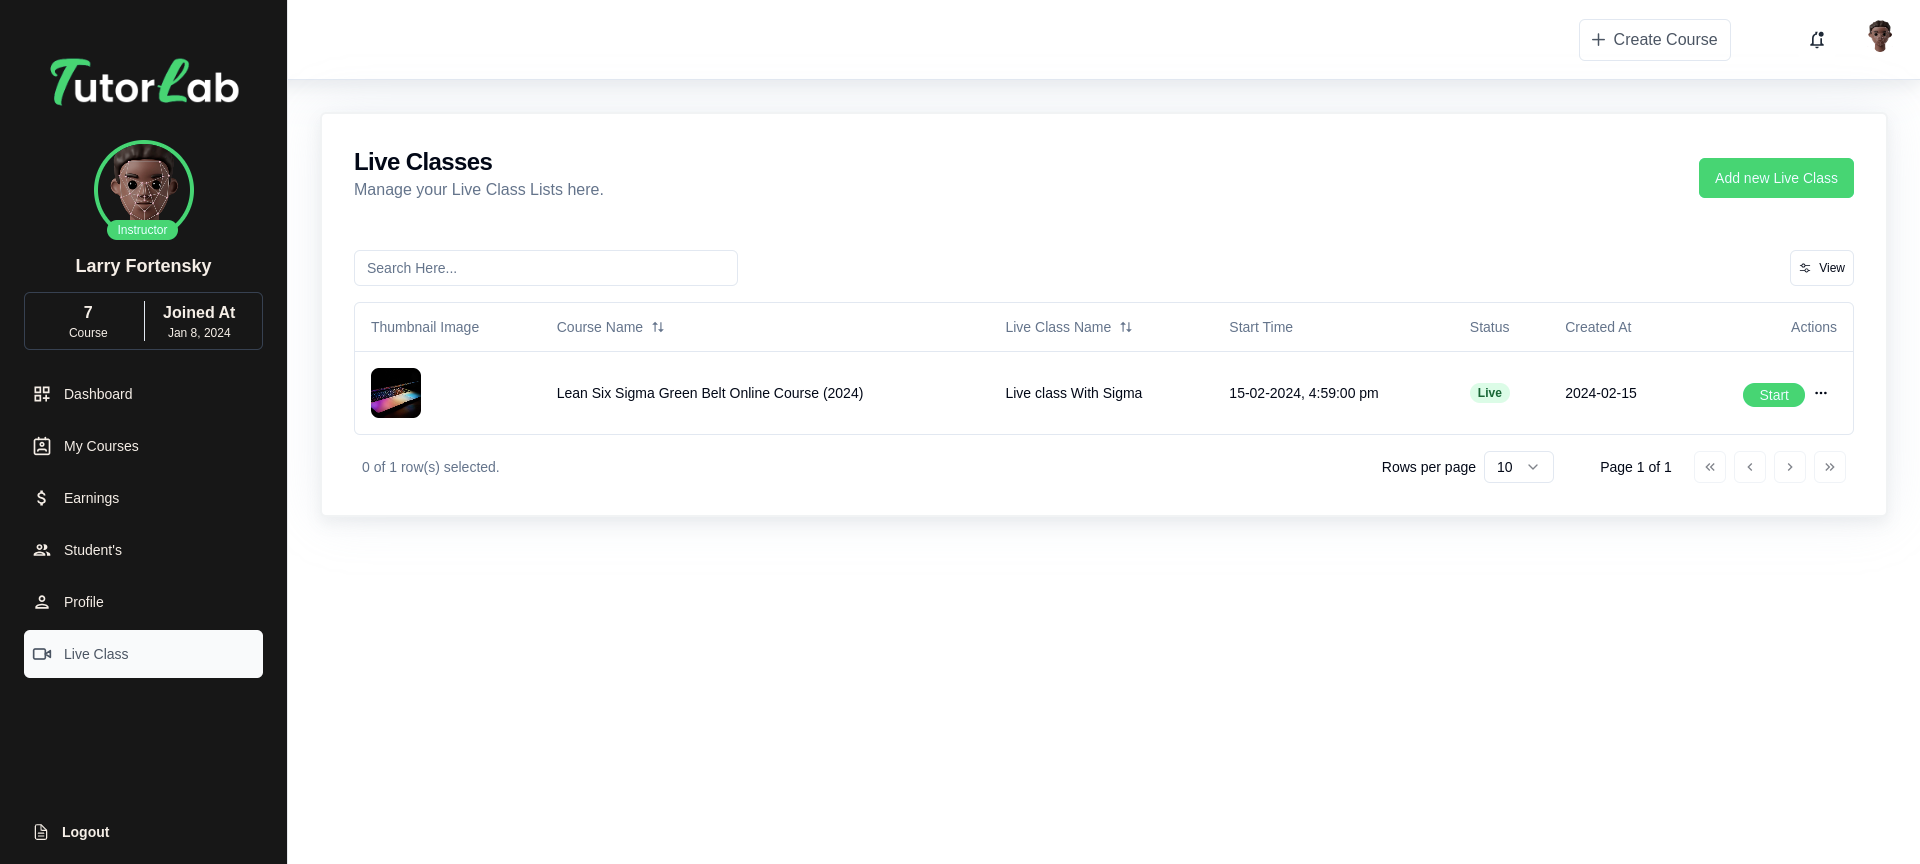 TutorLab
Instructor
Larry Fortensky
7
Course
Joined At
Jan 8, 2024
Dashboard
My Courses
Earnings
Student's
Profile
Live Class
Logout
Create Course
Live Classes
Manage your Live Class Lists here.
Add new Live Class
Search Here...
View
Thumbnail Image Course Name Live Class Name Start Time Status Created At Actions
Lean Six Sigma Green Belt Online Course (2024) Live class With Sigma 15-02-2024, 4:59:00 pm Live 2024-02-15 Start
0 of 1 row(s) selected. Rows per page 10 Page 1 of 1